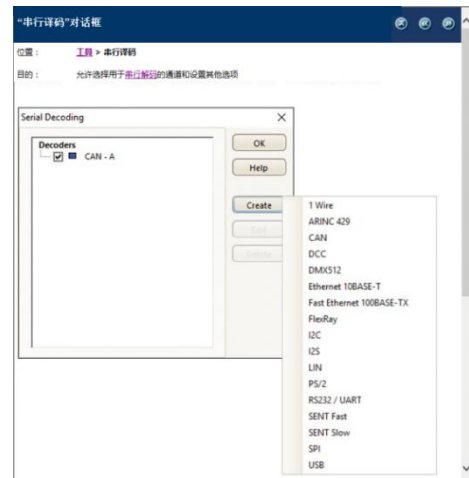 “串行译码”对话框
位置： 工具 > 串行译码
目的： 允许选择用于串行解码的通道和设置其他选项
Serial Decoding
Decoders
CAN - A
OK
Help
Create
Edit
Delete
1 Wire
ARINC 429
CAN
DCC
DMX512
Ethernet 10BASE-T
Fast Ethernet 100BASE-TX
FlexRay
I2C
I2S
LIN
PS/2
RS232 / UART
SENT Fast
SENT Slow
SPI
USB